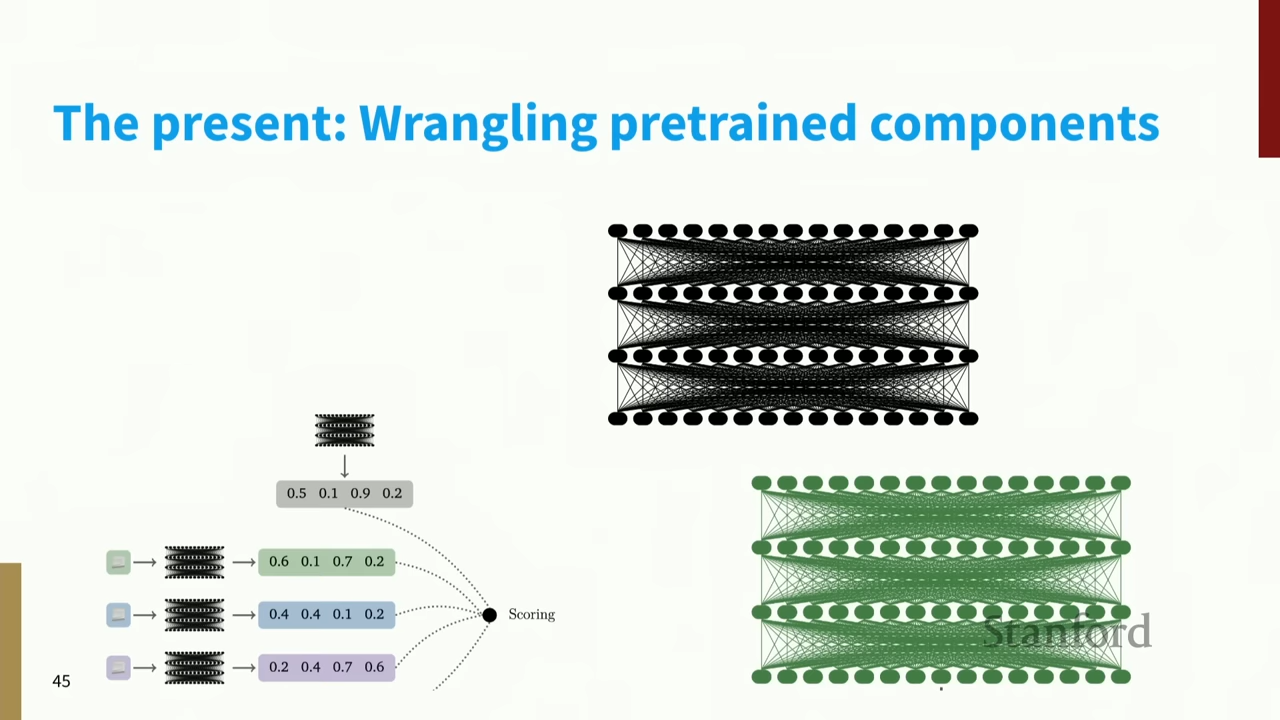 The present: Wrangling pretrained components
0.5 0.1 0.9 0.2
0.6 0.1 0.7 0.2
0.4 0.4 0.1 0.2
Scoring
0.2 0.4 0.7 0.6
Stanford
45